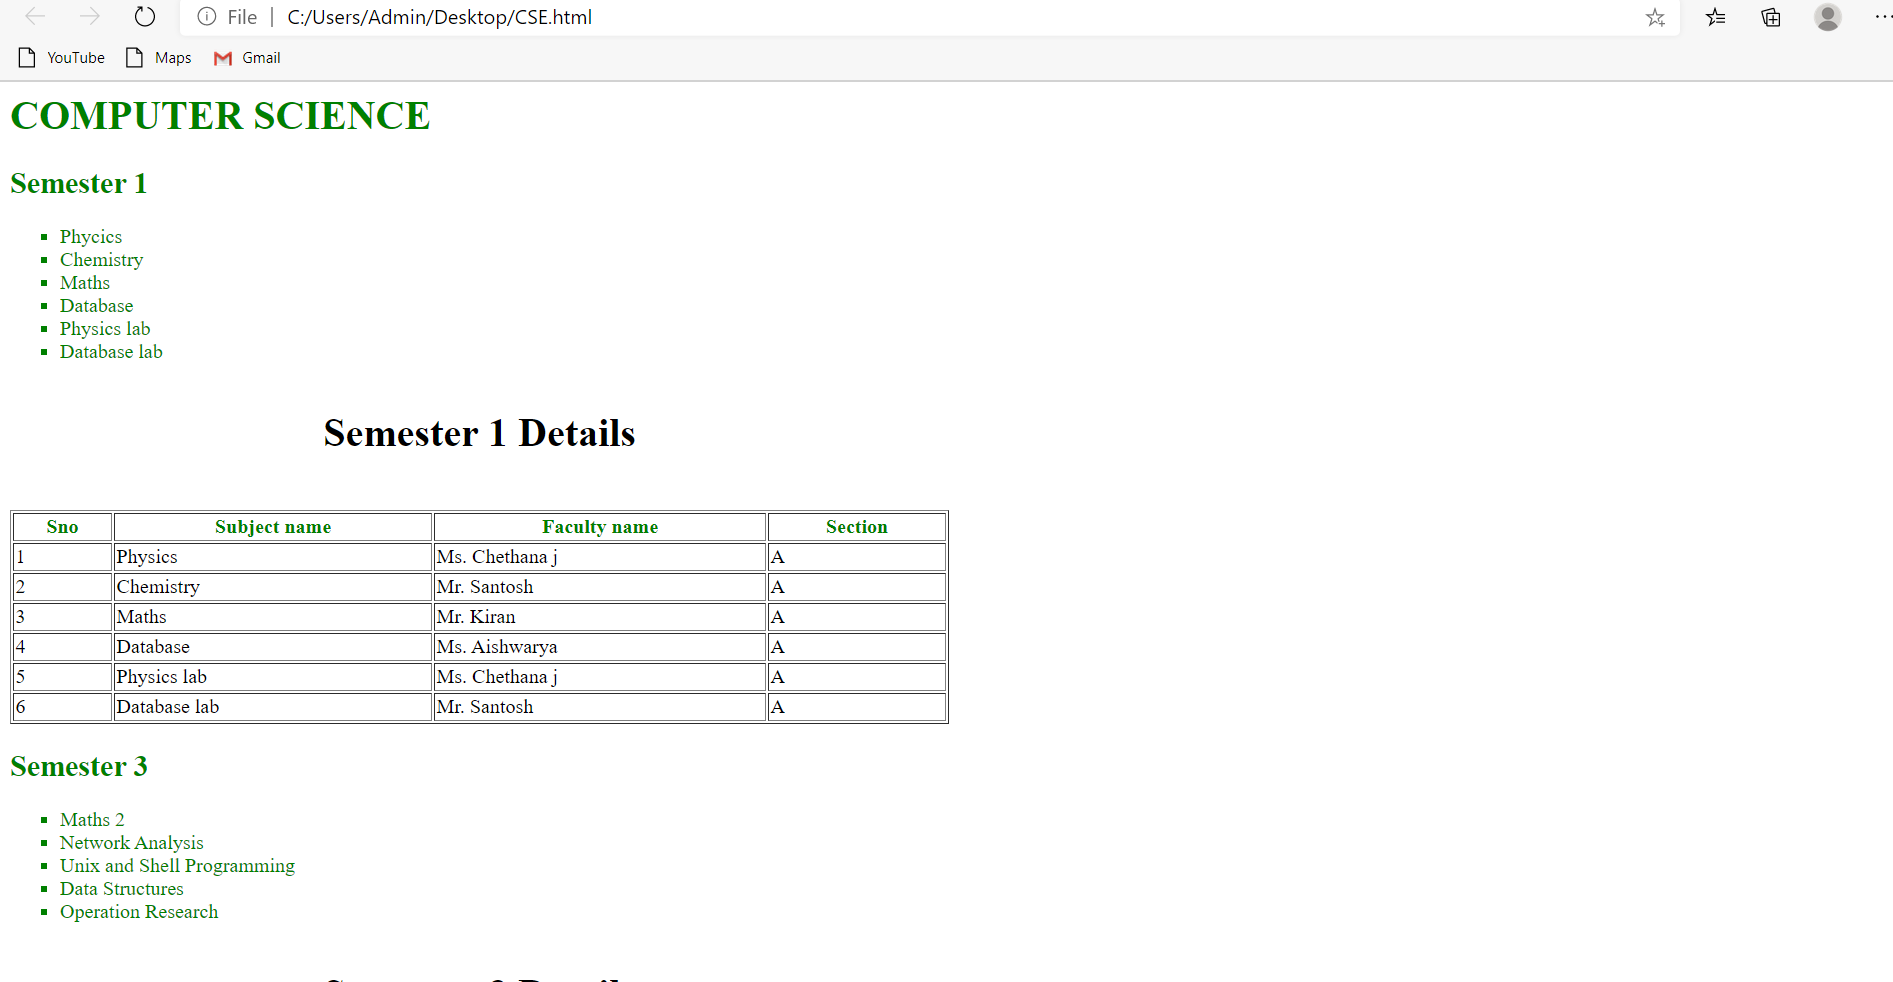 File | C:/Users/Admin/Desktop/CSE.html
YouTube Maps Gmail
COMPUTER SCIENCE
Semester 1
Phycics
Chemistry
Maths
Database
Physics lab
Database lab
Semester 1 Details
Sno Subject name Faculty name Section
1 Physics Ms. Chethana j A
2 Chemistry Mr. Santosh A
3 Maths Mr. Kiran A
4 Database Ms. Aishwarya A
5 Physics lab Ms. Chethana j A
6 Database lab Mr. Santosh A
Semester 3
Maths 2
Network Analysis
Unix and Shell Programming
Data Structures
Operation Research